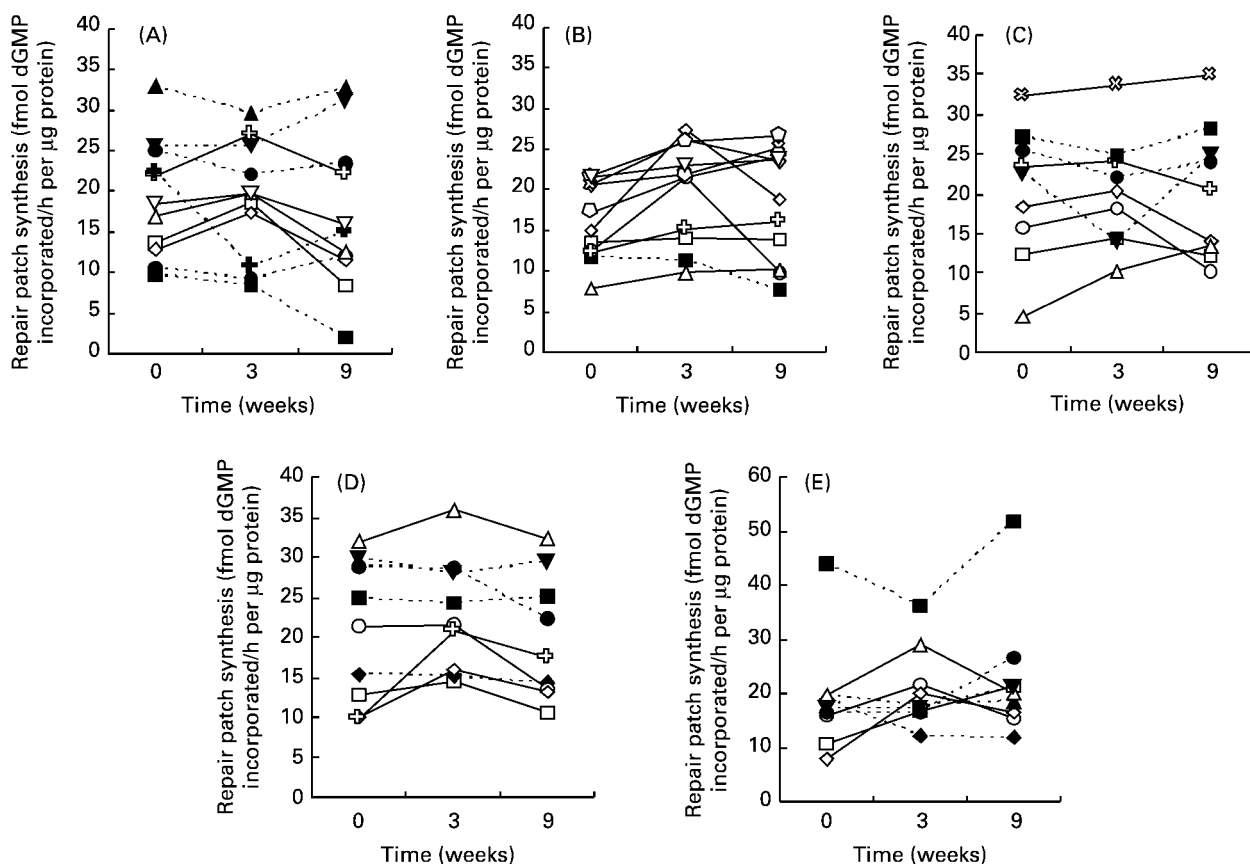 (A)
Repair patch synthesis (fmol dGMP
incorporated/h per µg protein)
40
35
30
25
20
15
10
5
0
0 3 9
Time (weeks)
(B)
Repair patch synthesis (fmol dGMP
incorporated/h per µg protein)
40
35
30
25
20
15
10
5
0
0 3 9
Time (weeks)
(C)
Repair patch synthesis (fmol dGMP
incorporated/h per µg protein)
40
35
30
25
20
15
10
5
0
0 3 9
Time (weeks)
(D)
Repair patch synthesis (fmol dGMP
incorporated/h per µg protein)
40
35
30
25
20
15
10
5
0
0 3 9
Time (weeks)
(E)
Repair patch synthesis (fmol dGMP
incorporated/h per µg protein)
60
50
40
30
20
10
0
0 3 9
Time (weeks)